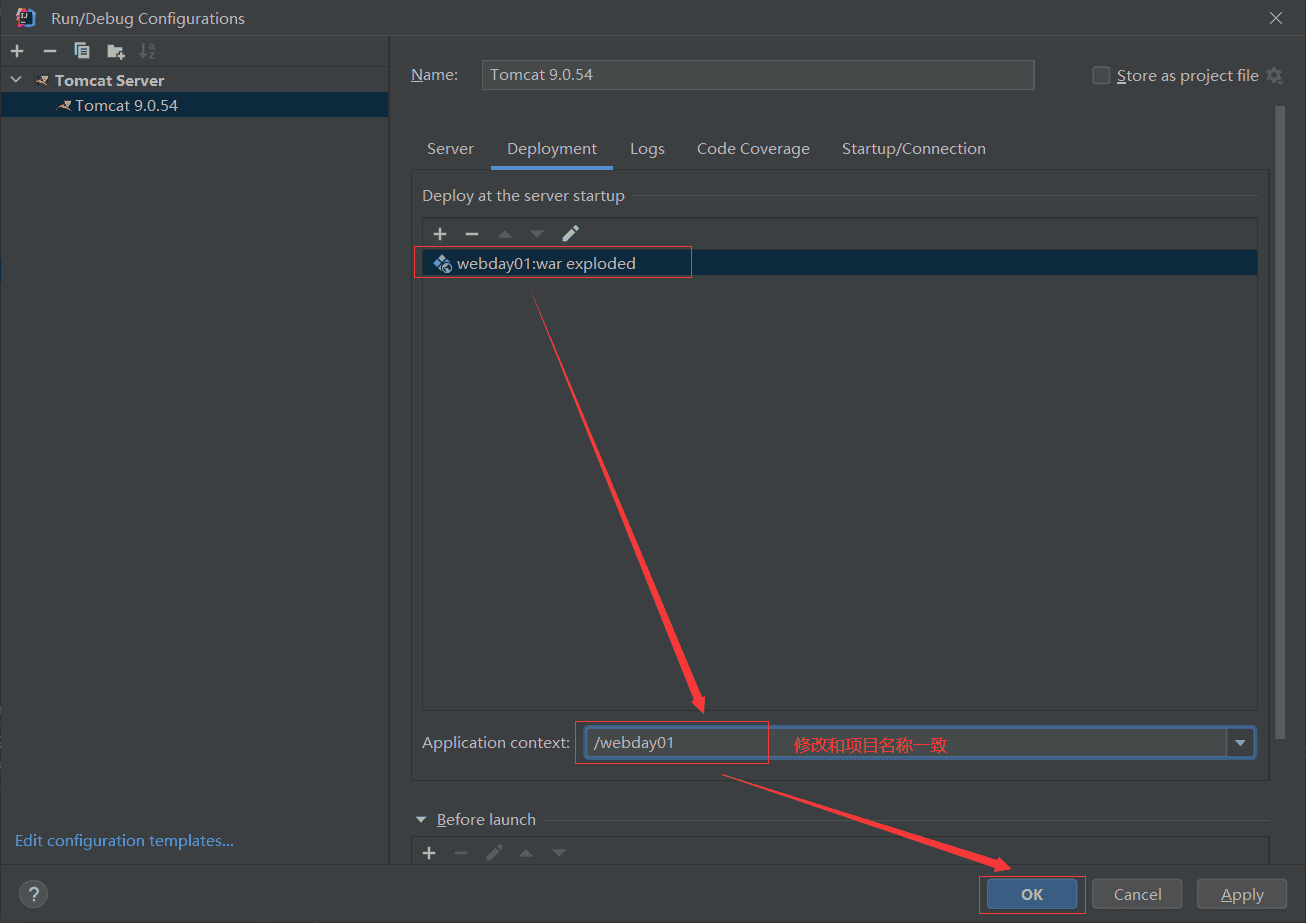 Run/Debug Configurations
Tomcat Server
Tomcat 9.0.54
Edit configuration templates...
Name: Tomcat 9.0.54
Store as project file
Server Deployment Logs Code Coverage Startup/Connection
Deploy at the server startup
webday01:war exploded
Application context: /webday01 修改和项目名称一致
Before launch
? OK Cancel Apply